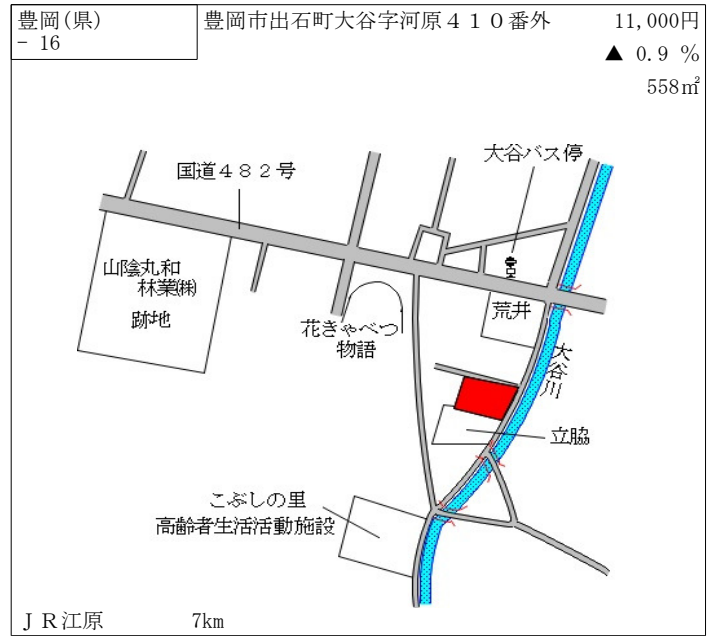 豊岡(県)
- 16
豊岡市出石町大谷字河原４１０番外
11,000円
▲ 0.9 %
558㎡
大谷バス停
国道４８２号
山陰丸和
林業㈱
跡地
花きゃべつ
物語
荒井
大谷川
立脇
こぶしの里
高齢者生活活動施設
ＪＲ江原
7km